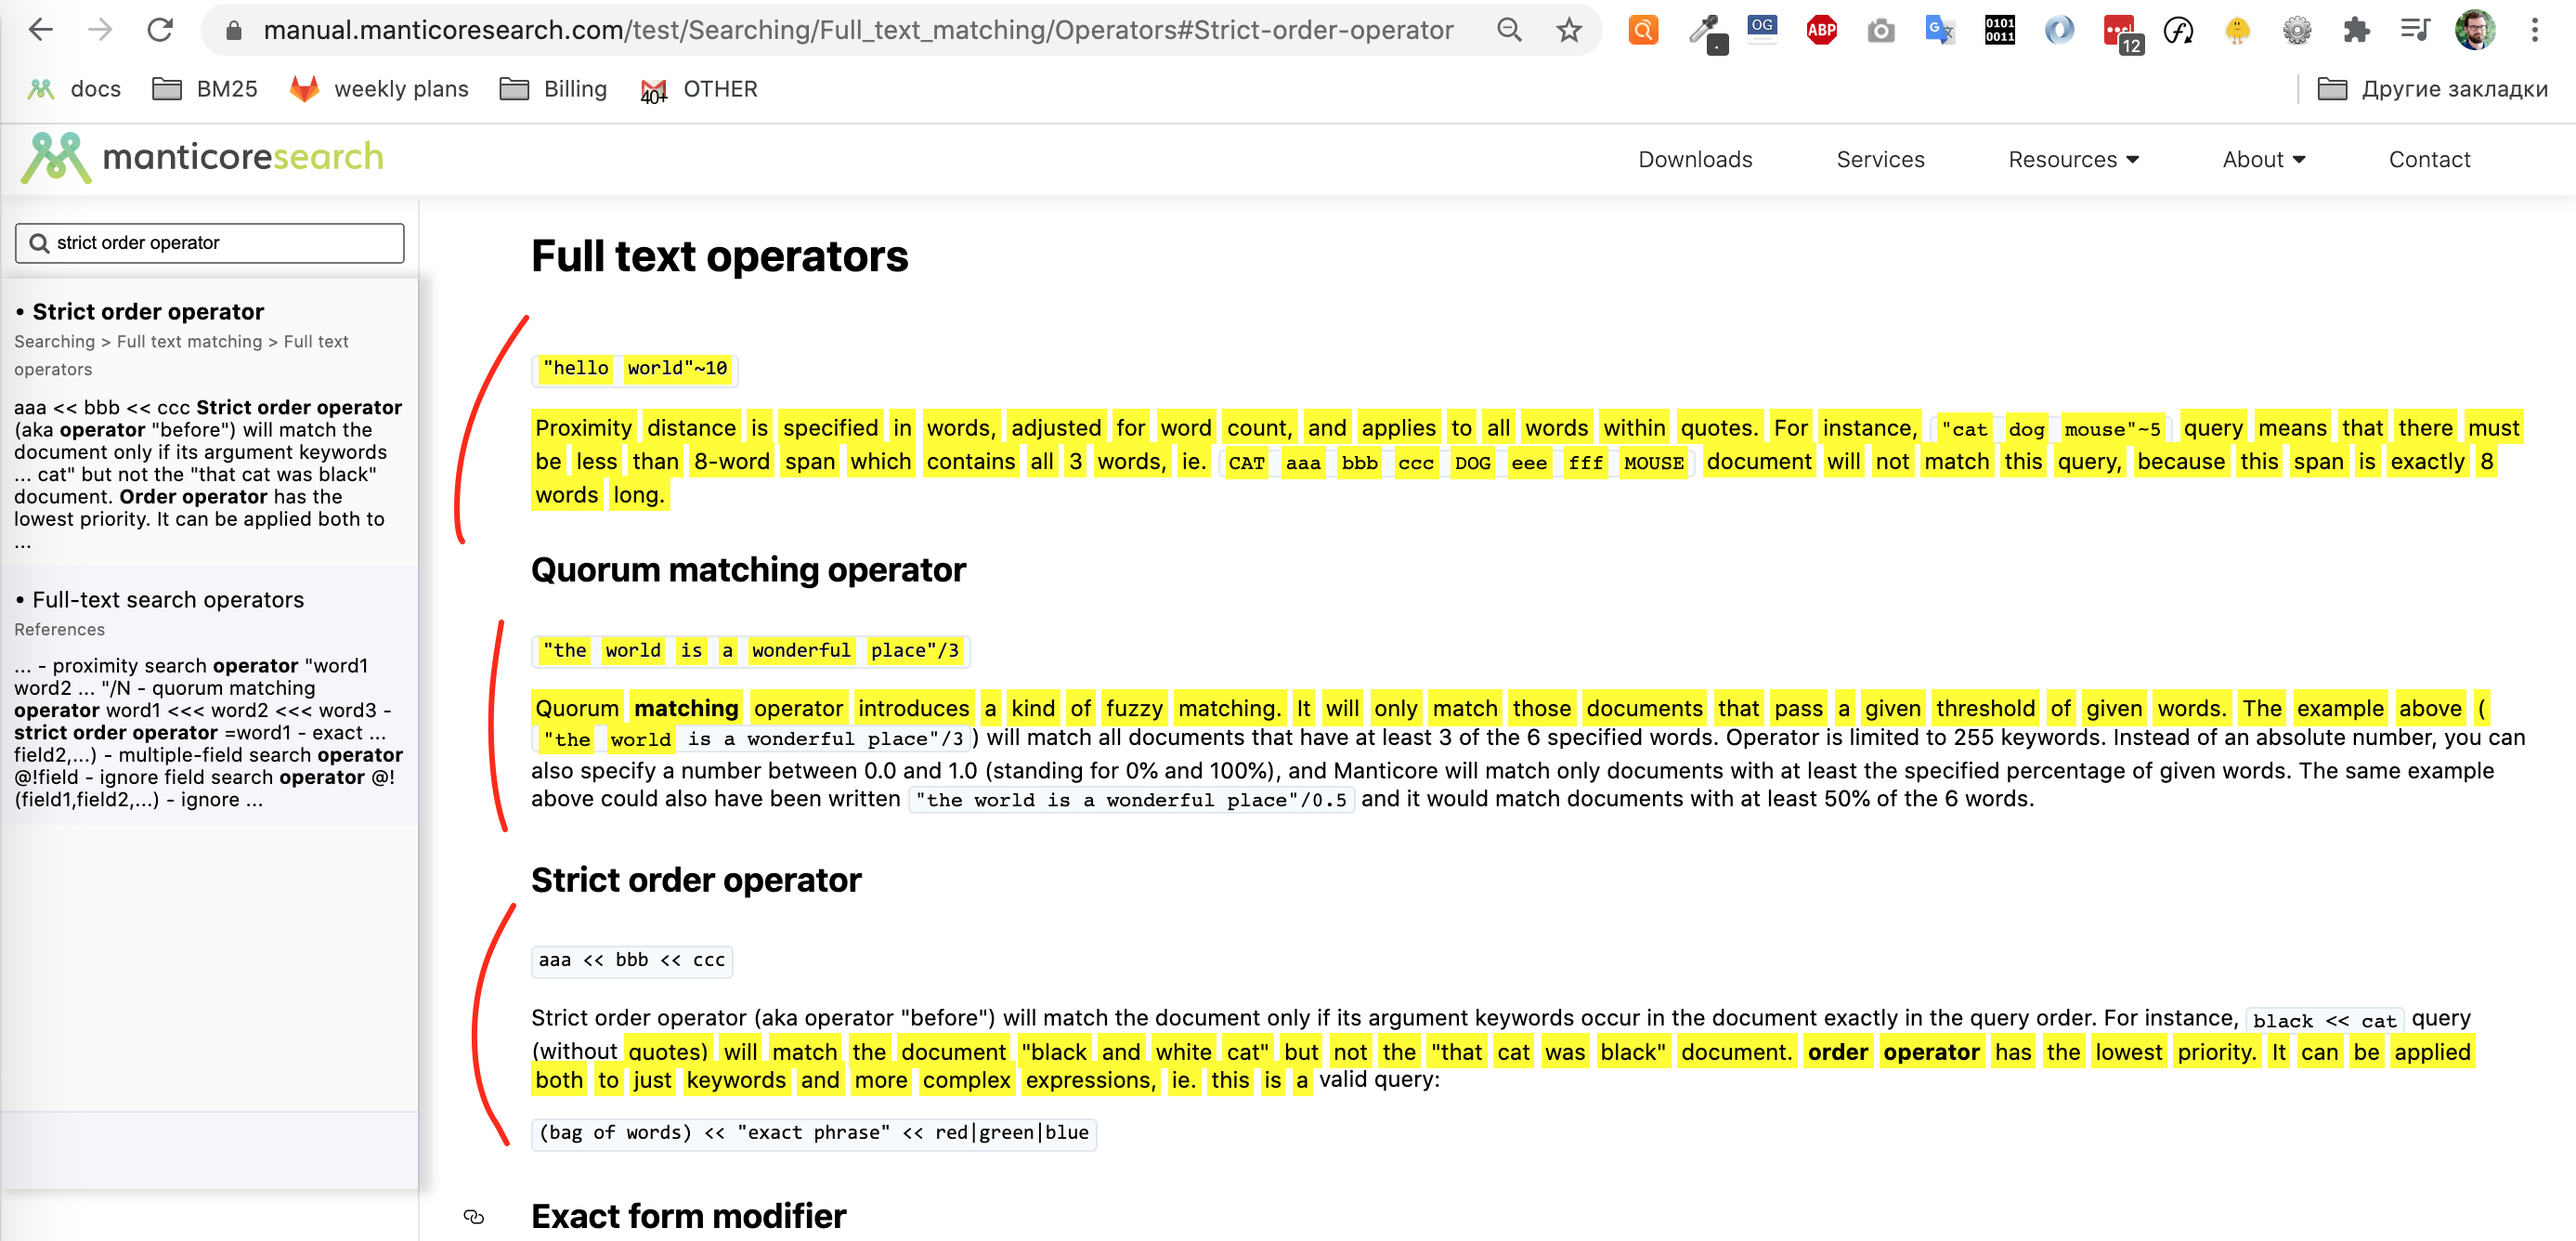 manual.manticoresearch.com/test/Searching/Full_text_matching/Operators#Strict-order-operator
OG
ABP
0101
0011
12
docs
BM25
weekly plans
Billing
40+
OTHER
Другие закладки
manticoresearch
Downloads
Services
Resources
About
Contact
strict order operator
• Strict order operator
Searching > Full text matching > Full text
operators
aaa << bbb << ccc Strict order operator
(aka operator "before") will match the
document only if its argument keywords
... cat" but not the "that cat was black"
document. Order operator has the
lowest priority. It can be applied both to
...
• Full-text search operators
References
... - proximity search operator "word1
word2 ... "/N - quorum matching
operator word1 <<< word2 <<< word3 -
strict order operator =word1 - exact ...
field2,...) - multiple-field search operator
@!field - ignore field search operator @!
(field1,field2,...) - ignore ...
Full text operators
"hello world"~10
Proximity distance is specified in words, adjusted for word count, and applies to all words within quotes. For instance, "cat dog mouse"~5 query means that there must
be less than 8-word span which contains all 3 words, ie. CAT aaa bbb ccc DOG eee fff MOUSE document will not match this query, because this span is exactly 8
words long.
Quorum matching operator
"the world is a wonderful place"/3
Quorum matching operator introduces a kind of fuzzy matching. It will only match those documents that pass a given threshold of given words. The example above (
"the world is a wonderful place"/3) will match all documents that have at least 3 of the 6 specified words. Operator is limited to 255 keywords. Instead of an absolute number, you can
also specify a number between 0.0 and 1.0 (standing for 0% and 100%), and Manticore will match only documents with at least the specified percentage of given words. The same example
above could also have been written "the world is a wonderful place"/0.5 and it would match documents with at least 50% of the 6 words.
Strict order operator
aaa << bbb << ccc
Strict order operator (aka operator "before") will match the document only if its argument keywords occur in the document exactly in the query order. For instance, black << cat query
(without quotes) will match the document "black and white cat" but not the "that cat was black" document. order operator has the lowest priority. It can be applied
both to just keywords and more complex expressions, ie. this is a valid query:
(bag of words) << "exact phrase" << red|green|blue
Exact form modifier